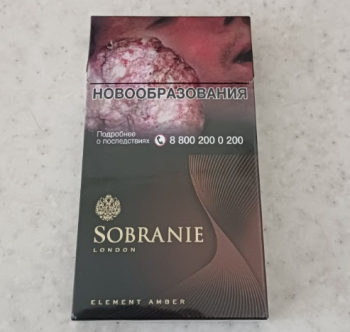 НОВООБРАЗОВАНИЯ
Подробнее
о последствиях
8 800 200 0 200
SOBRANIE
LONDON
ELEMENT AMBER